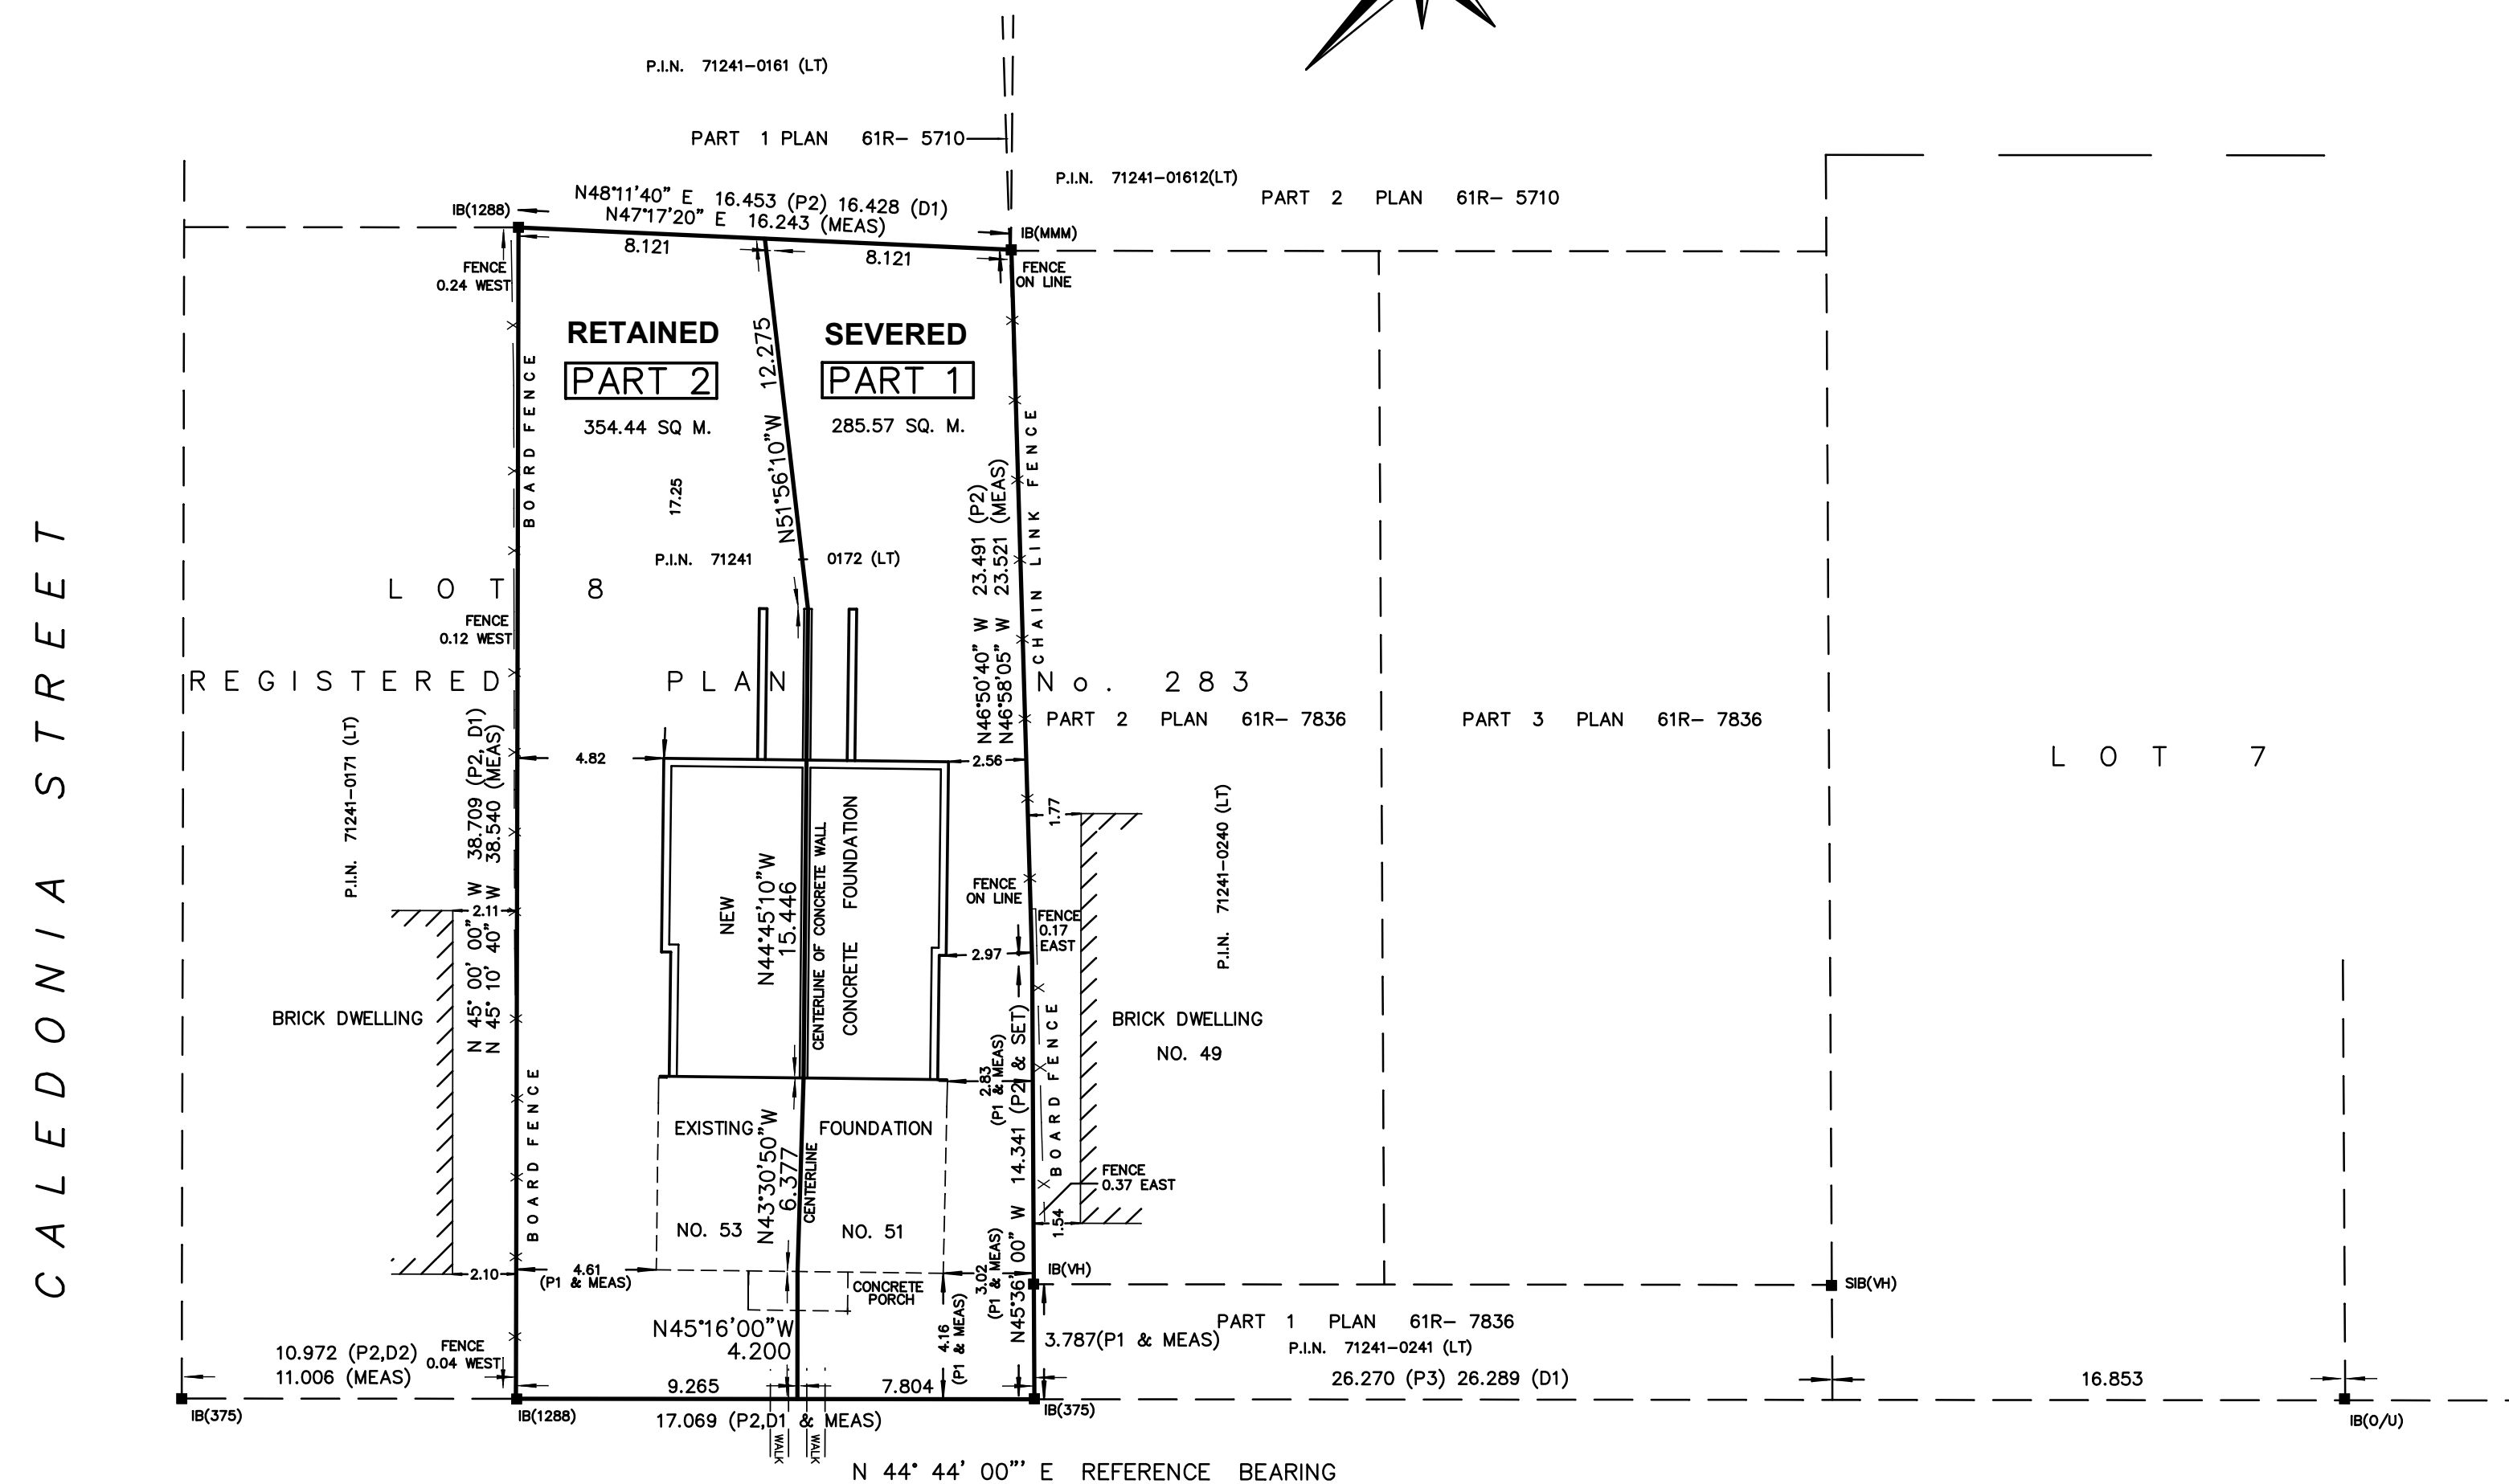 P.I.N. 71241-0161 (LT)
PART 1 PLAN 61R- 5710
P.I.N. 71241-01612(LT)
PART 2 PLAN 61R- 5710
N48°11'40" E 16.453 (P2) 16.428 (D1)
N47°17'20" E 16.243 (MEAS)
IB(1288)
IB(MMM)
8.121
8.121
FENCE
0.24 WEST
FENCE
ON LINE
RETAINED
SEVERED
PART 2
PART 1
354.44 SQ M.
285.57 SQ. M.
N51°56'10"W 12.275
BOARD FENCE
CHAIN LINK FENCE
17.25
N46°50'40" W 23.491 (P2)
N46°58'05" W 23.521 (MEAS)
P.I.N. 71241 0172 (LT)
LOT 8
FENCE
0.12 WEST
REGISTERED PLAN No. 283
PART 2 PLAN 61R- 7836
PART 3 PLAN 61R- 7836
LOT 7
CALEDONIA STREET
P.I.N. 71241-0171 (LT)
N 45° 00' 00" W 38.709 (P2, D1)
N 45° 10' 40" W 38.540 (MEAS)
4.82
2.56
1.77
P.I.N. 71241-0240 (LT)
NEW
N44°45'10"W
15.446
CENTERLINE OF CONCRETE WALL
CONCRETE FOUNDATION
FENCE
ON LINE
2.11
FENCE
0.17
EAST
2.97
BRICK DWELLING
BRICK DWELLING
NO. 49
2.83
(P1 & MEAS)
N45°36' 00" W 14.341 (P2 & SET)
BOARD FENCE
BOARD FENCE
EXISTING FOUNDATION
N43°30'50"W
6.377
CENTERLINE
FENCE
0.37 EAST
NO. 53
NO. 51
1.54
2.10
4.61
(P1 & MEAS)
CONCRETE
PORCH
3.02
(P1 & MEAS)
IB(VH)
SIB(VH)
N45°16'00"W
4.200
4.16
(P1 & MEAS)
3.787(P1 & MEAS)
PART 1 PLAN 61R- 7836
P.I.N. 71241-0241 (LT)
10.972 (P2,D2)
11.006 (MEAS)
FENCE
0.04 WEST
9.265
7.804
26.270 (P3) 26.289 (D1)
16.853
IB(375)
IB(1288)
17.069 (P2,D1 & MEAS)
IB(375)
IB(O/U)
WALK
WALK
N 44° 44' 00"' E REFERENCE BEARING